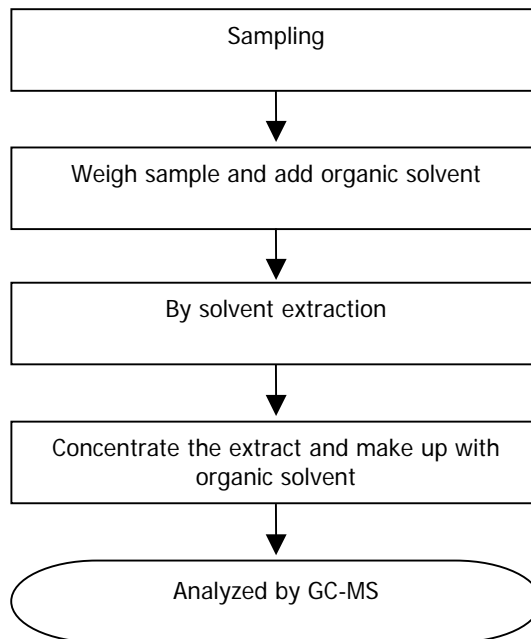 Sampling
Weigh sample and add organic solvent
By solvent extraction
Concentrate the extract and make up with
organic solvent
Analyzed by GC-MS